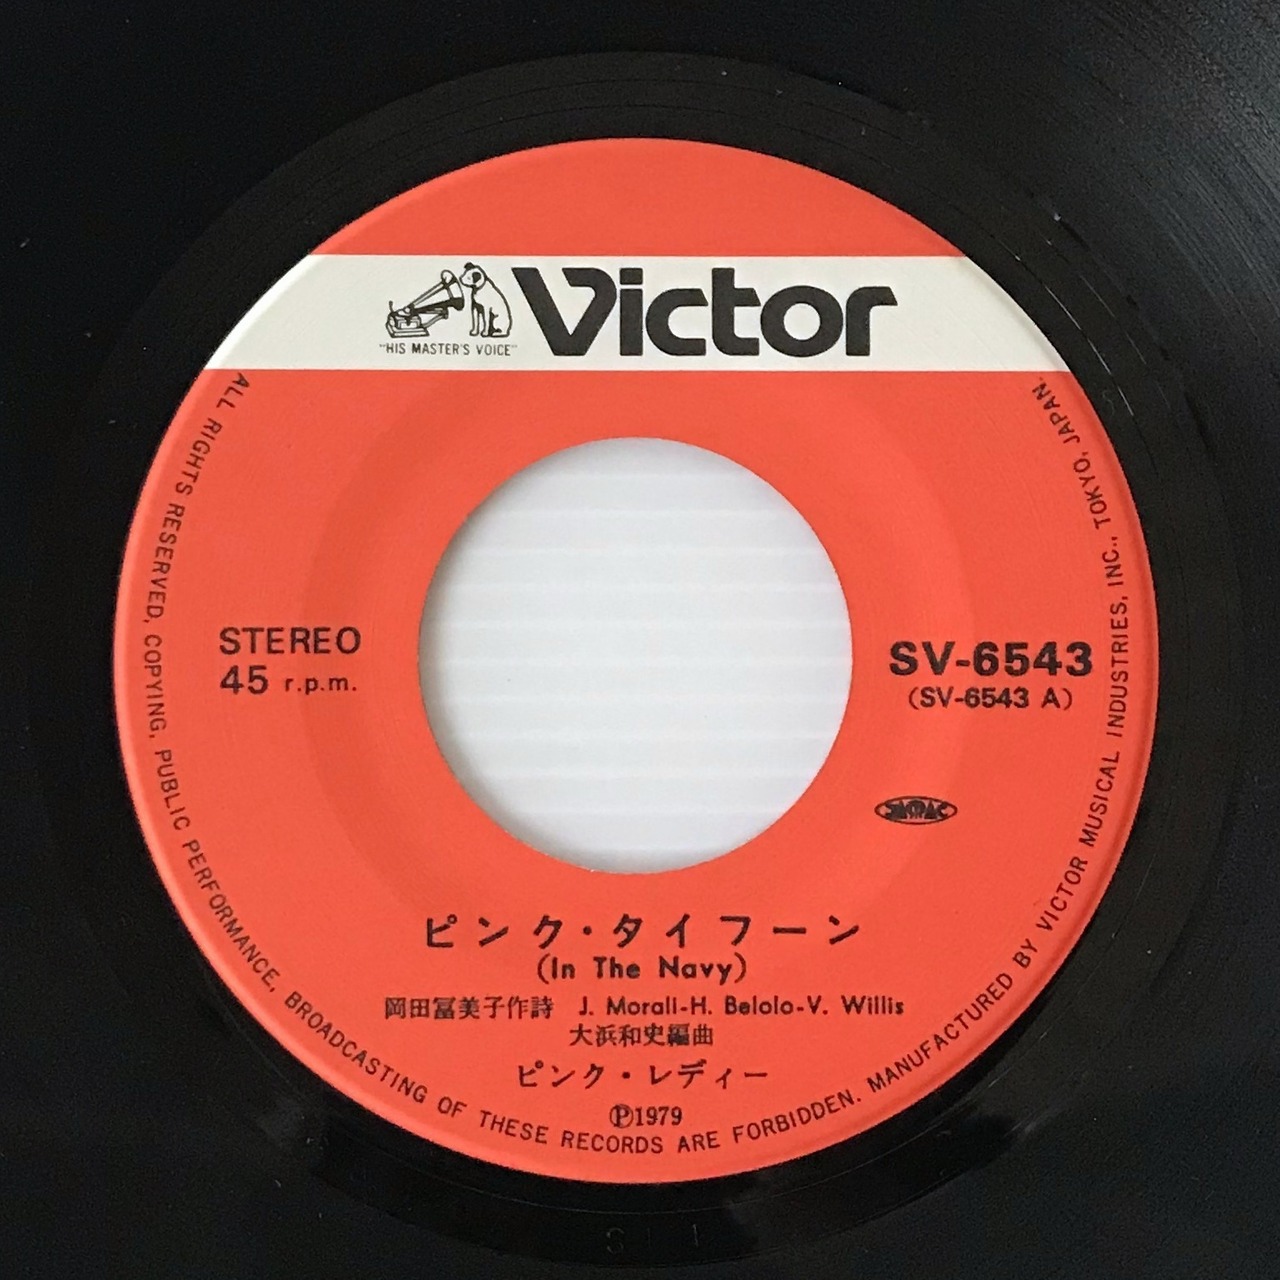 Victor
"HIS MASTER'S VOICE"
STEREO
45 r.p.m.
SV-6543
(SV-6543 A)
ピンク・タイフーン
(In The Navy)
岡田冨美子作詩 J. Morali-H. Belolo-V. Willis
大浜和史編曲
ピンク・レディー
Ⓟ1979
ALL RIGHTS RESERVED, COPYING, PUBLIC PERFORMANCE, BROADCASTING OF THESE RECORDS ARE FORBIDDEN. MANUFACTURED BY VICTOR MUSICAL INDUSTRIES, INC., TOKYO, JAPAN.